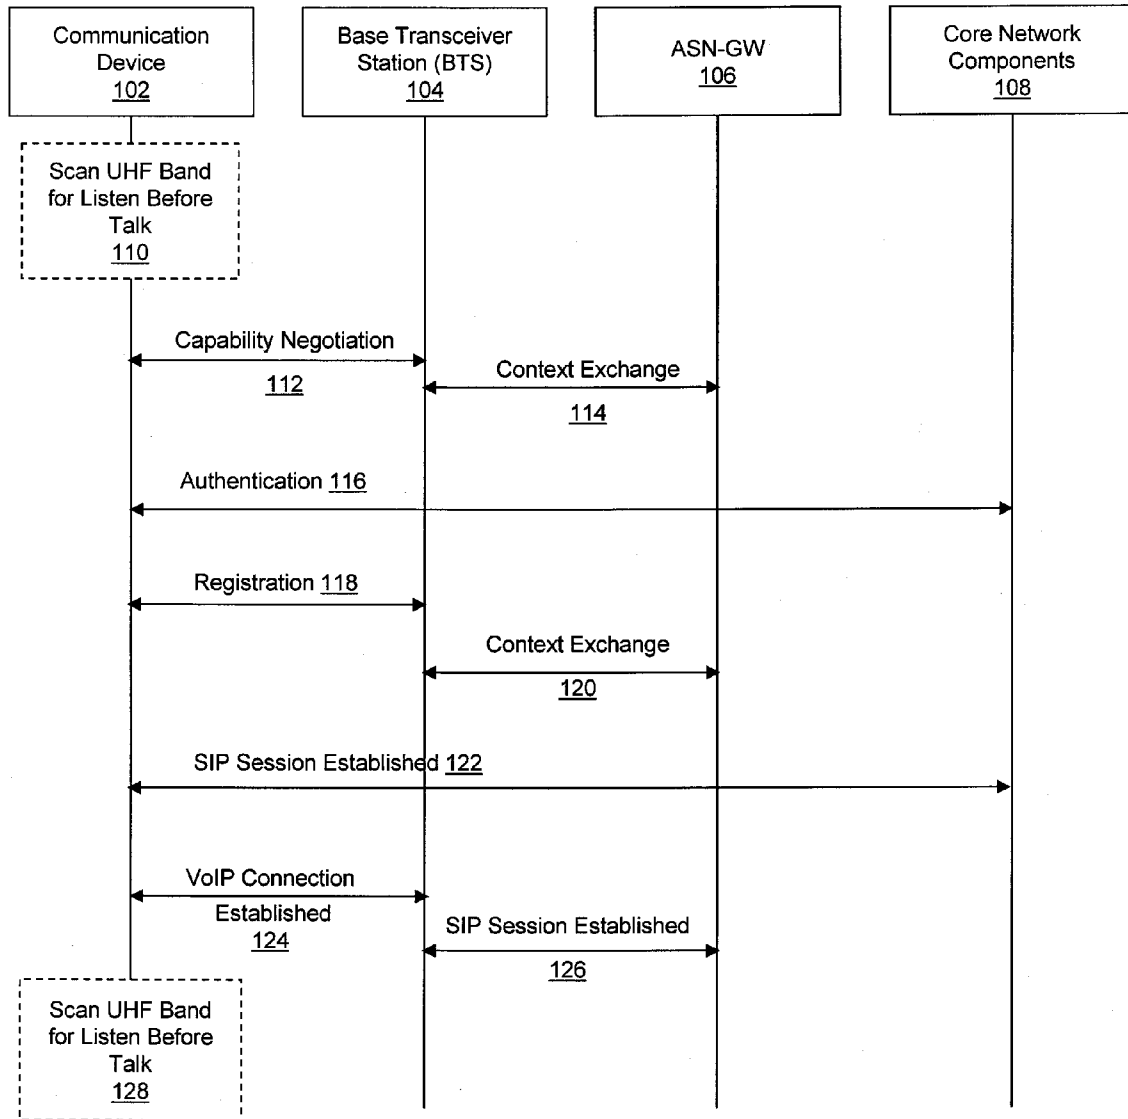 Communication
Device
102
Base Transceiver
Station (BTS)
104
ASN-GW
106
Core Network
Components
108
Scan UHF Band
for Listen Before
Talk
110
Capability Negotiation
112
Context Exchange
114
Authentication 116
Registration 118
Context Exchange
120
SIP Session Established 122
VoIP Connection
Established
124
SIP Session Established
126
Scan UHF Band
for Listen Before
Talk
128